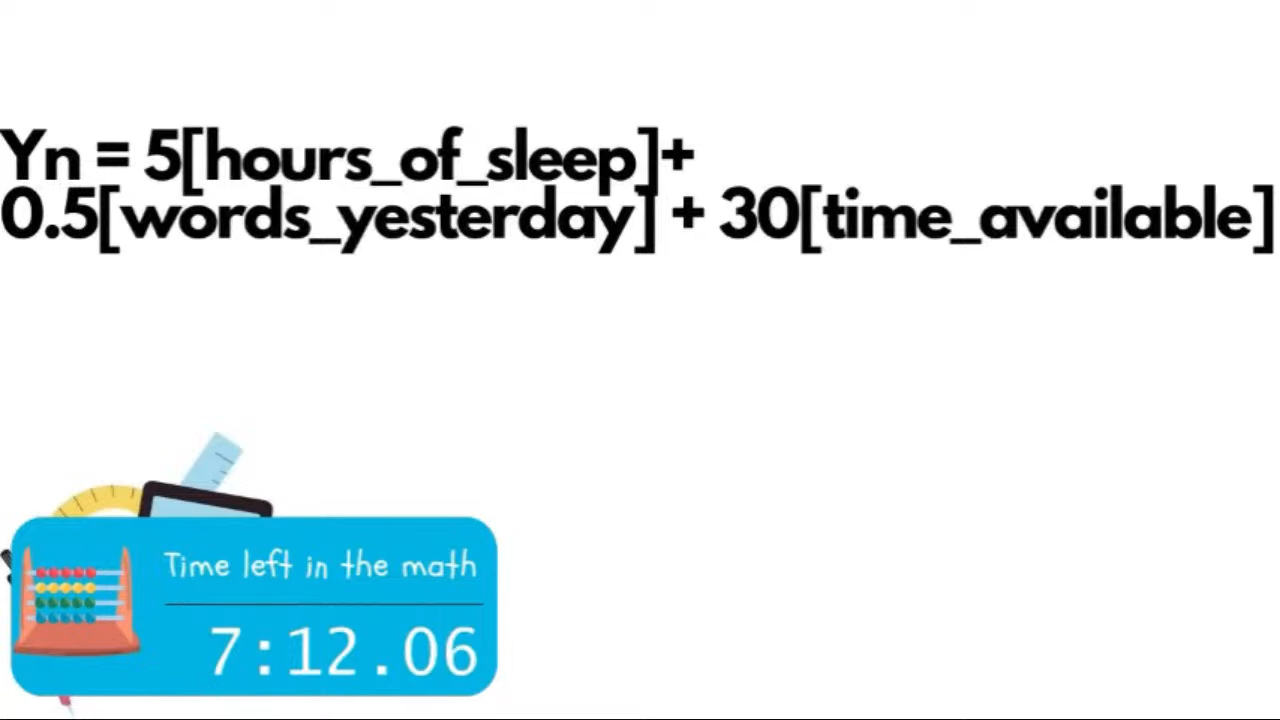 Yn = 5[hours_of_sleep]+
0.5[words_yesterday] + 30[time_available]
Time left in the math
7:12.06